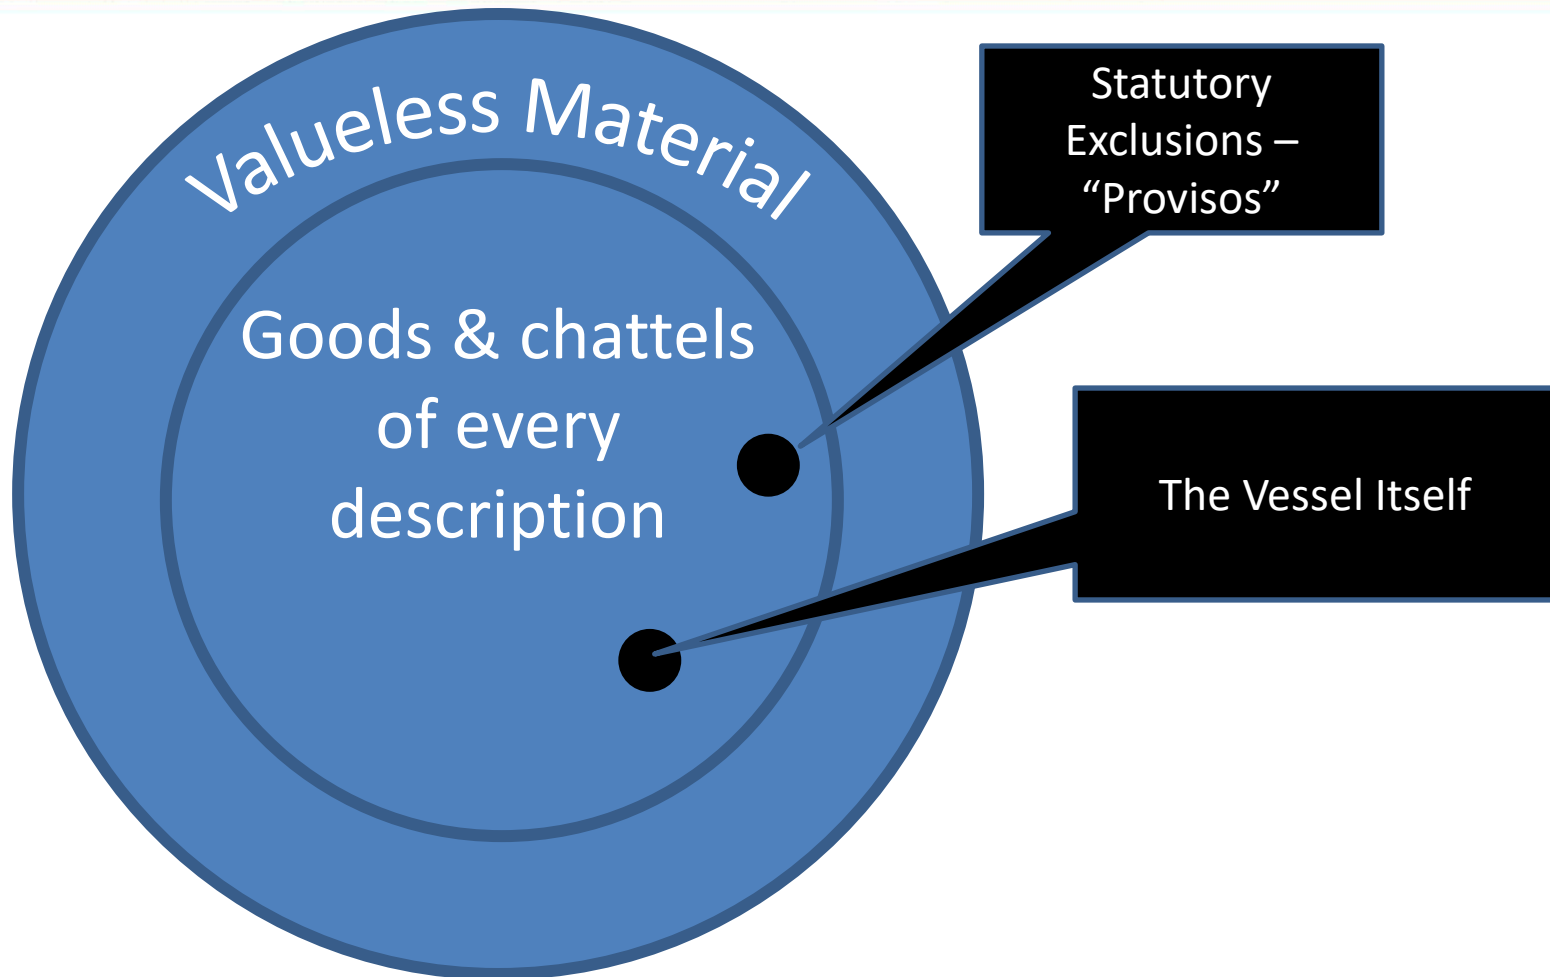 Valueless Material
Goods & chattels
of every
description
Statutory
Exclusions –
“Provisos”
The Vessel Itself